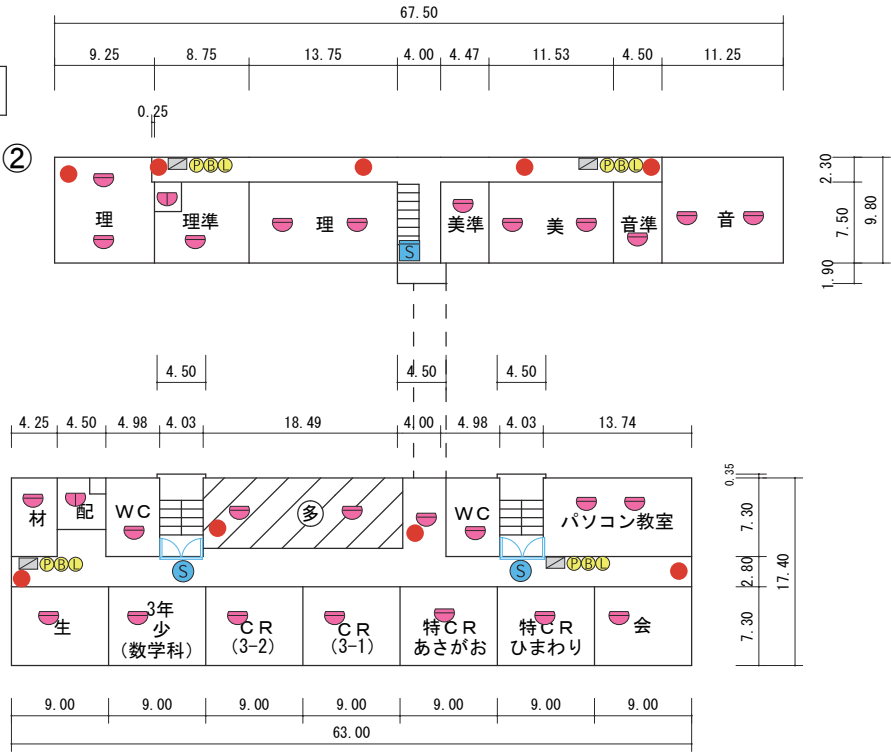 67.50
9.25 8.75 13.75 4.00 4.47 11.53 4.50 11.25
0.25
②
P B L P B L
2.30
7.50
9.80
1.90
理 理準 理 美準 美 音準 音
S
4.50 4.50 4.50
4.25 4.50 4.98 4.03 18.49 4.00 4.98 4.03 13.74
0.35
7.30
2.80
17.40
7.30
材 配 WC 多 WC パソコン教室
P B L P B L
S S
生
3年
少
(数学科)
CR
(3-2)
CR
(3-1)
特CR
あさがお
特CR
ひまわり
会
9.00 9.00 9.00 9.00 9.00 9.00 9.00
63.00